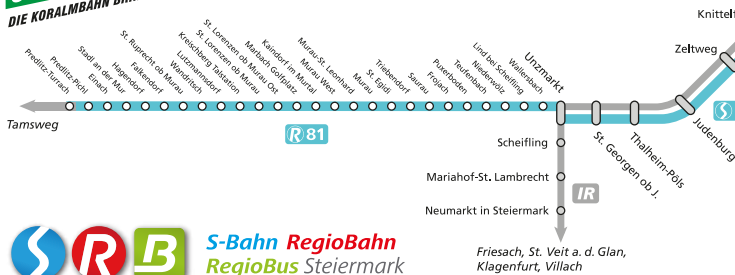 DIE KORALMBAHN
Knittelf
Zeltweg
Predlitz-Turrach
Predlitz-Pichl
Stadl an der Mur
Einach
Hagendorf
Falkendorf
St. Ruprecht ob Murau
Wandritsch
Lutzmannsdorf
Kreischberg Talstation
St. Lorenzen ob Murau
St. Lorenzen ob Murau Ost
Marbach Golfplatz
Kaindorf im Murtal
Murau West
Murau-St. Leonhard
Murau
St. Egidi
Triebendorf
Saurau
Frojach
Puxerboden
Teufenbach
Niederwölz
Lind bei Scheifling
Wallersbach
Unzmarkt
Tamsweg
R 81
S
Judenburg
Thalheim-Pöls
St. Georgen ob J.
Scheifling
Mariahof-St. Lambrecht
IR
Neumarkt in Steiermark
Friesach, St. Veit a. d. Glan,
Klagenfurt, Villach
S R B
S-Bahn RegioBahn
RegioBus Steiermark